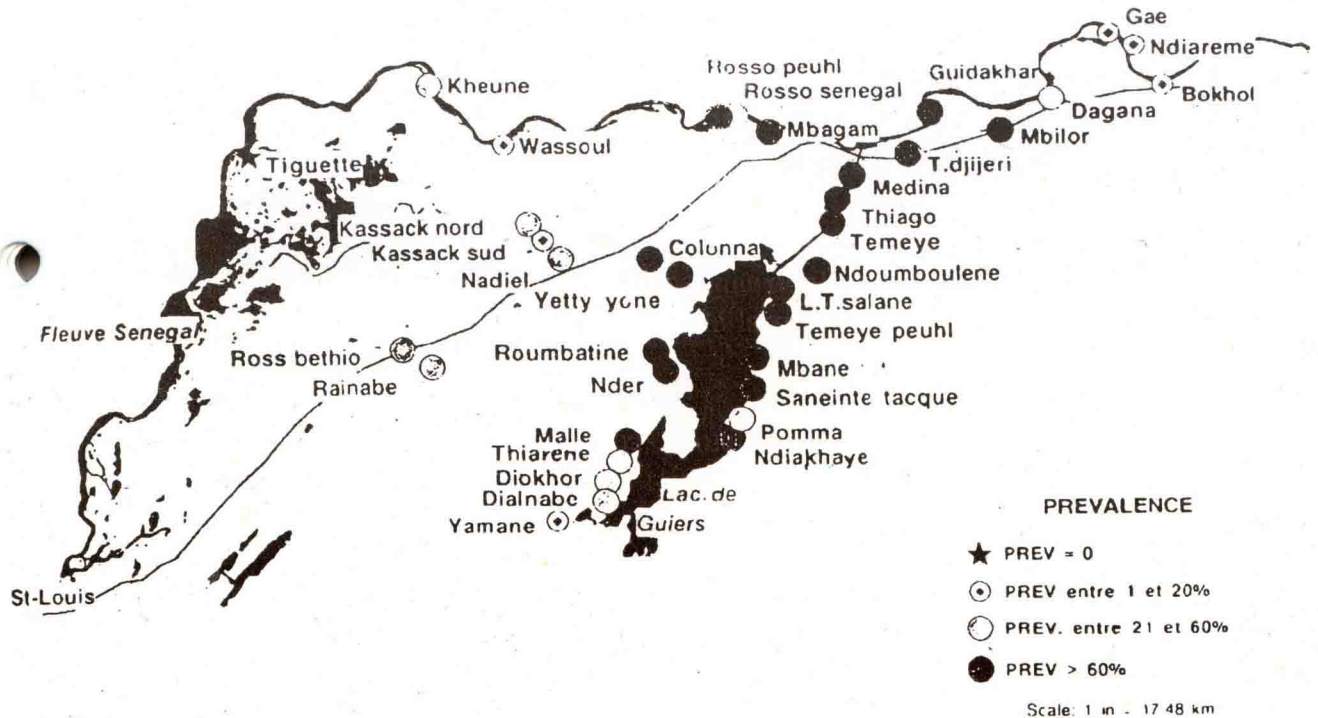 Gae
Ndiareme
Rosso peuhl
Rosso senegal
Guidakhar
Kheune
Bokhol
Dagana
Mbagam
Mbilor
Wassoul
Tiguette
T.djijeri
Medina
Kassack nord
Thiago
Kassack sud
Temeye
Colonna
Ndoumboulene
Nadiel
Yetty yone
L.T.salane
Temeye peuhl
Fleuve Senegal
Ross bethio
Roumbatine
Mbane
Rainabe
Nder
Saneinte tacque
Malle
Pomma
Thiarene
Ndiakhaye
Diokhor
Dialnabe
Lac. de
Guiers
Yamane
St-Louis
PREVALENCE
PREV = 0
PREV entre 1 et 20%
PREV. entre 21 et 60%
PREV > 60%
Scale: 1 in - 17 48 km